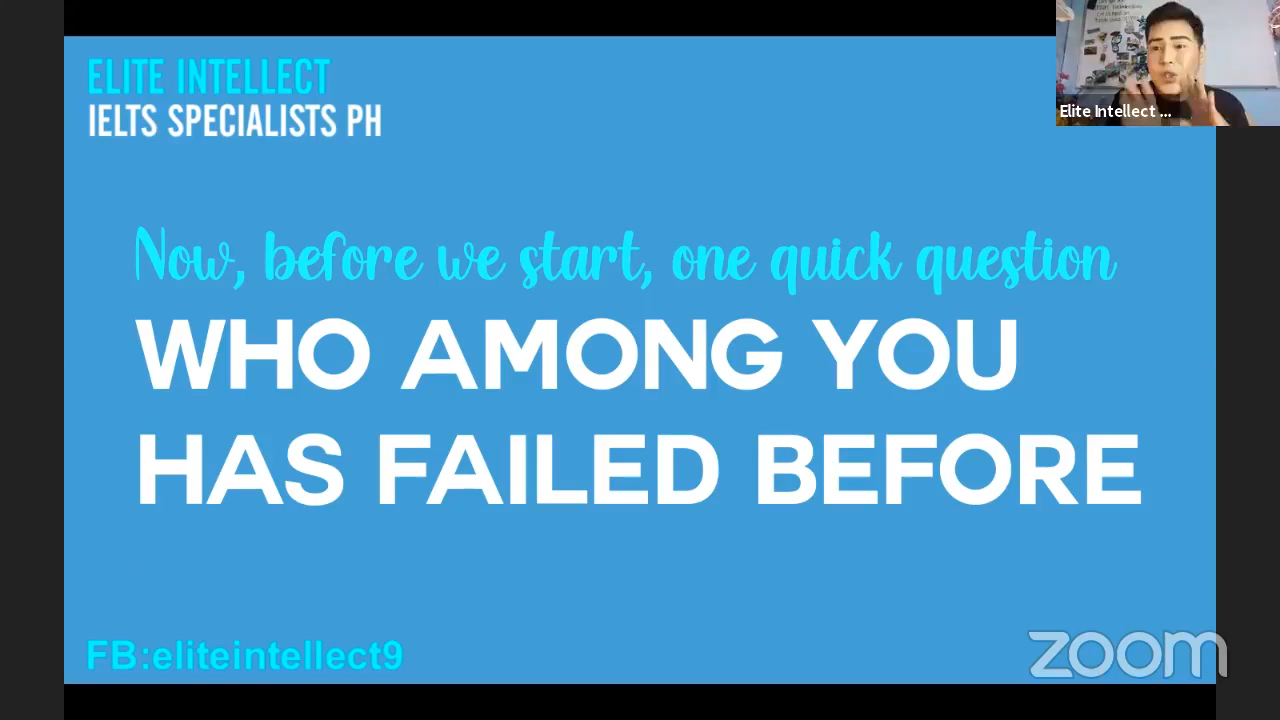 ELITE INTELLECT
IELTS SPECIALISTS PH
Elite Intellect ...
Now, before we start, one quick question
WHO AMONG YOU
HAS FAILED BEFORE
FB:eliteintellect9
zoom